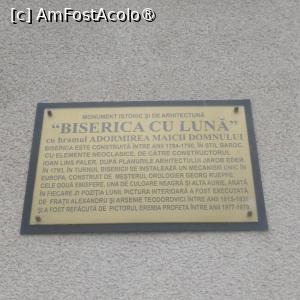 [c] AmFostAcolo®
MONUMENT ISTORIC ȘI DE ARHITECTURĂ
“BISERICA CU LUNĂ”
cu hramul ADORMIREA MAICII DOMNULUI
BISERICA ESTE CONSTRUITĂ ÎNTRE ANII 1784-1790, ÎN STIL BAROC,
CU ELEMENTE NEOCLASICE, DE CĂTRE CONSTRUCTORUL
IOAN LINS PALER, DUPĂ PLANURILE ARHITECTULUI JACOB EDER.
ÎN 1793, ÎN TURNUL BISERICII SE INSTALEAZĂ UN MECANISM UNIC ÎN
EUROPA, CONSTRUIT DE MEȘTERUL OROLOGIER GEORG RUEPPE.
CELE DOUĂ EMISFERE, UNA DE CULOARE NEAGRĂ ȘI ALTA AURIE, ARATĂ
ÎN FIECARE ZI POZIȚIA LUNII. PICTURA INTERIOARĂ A FOST EXECUTATĂ
DE FRAȚII ALEXANDRU ȘI ARSENIE TEODOROVICI ÎNTRE ANII 1815-1831
ȘI A FOST REFĂCUTĂ DE PICTORUL EREMIA PROFETA ÎNTRE ANII 1977-1979